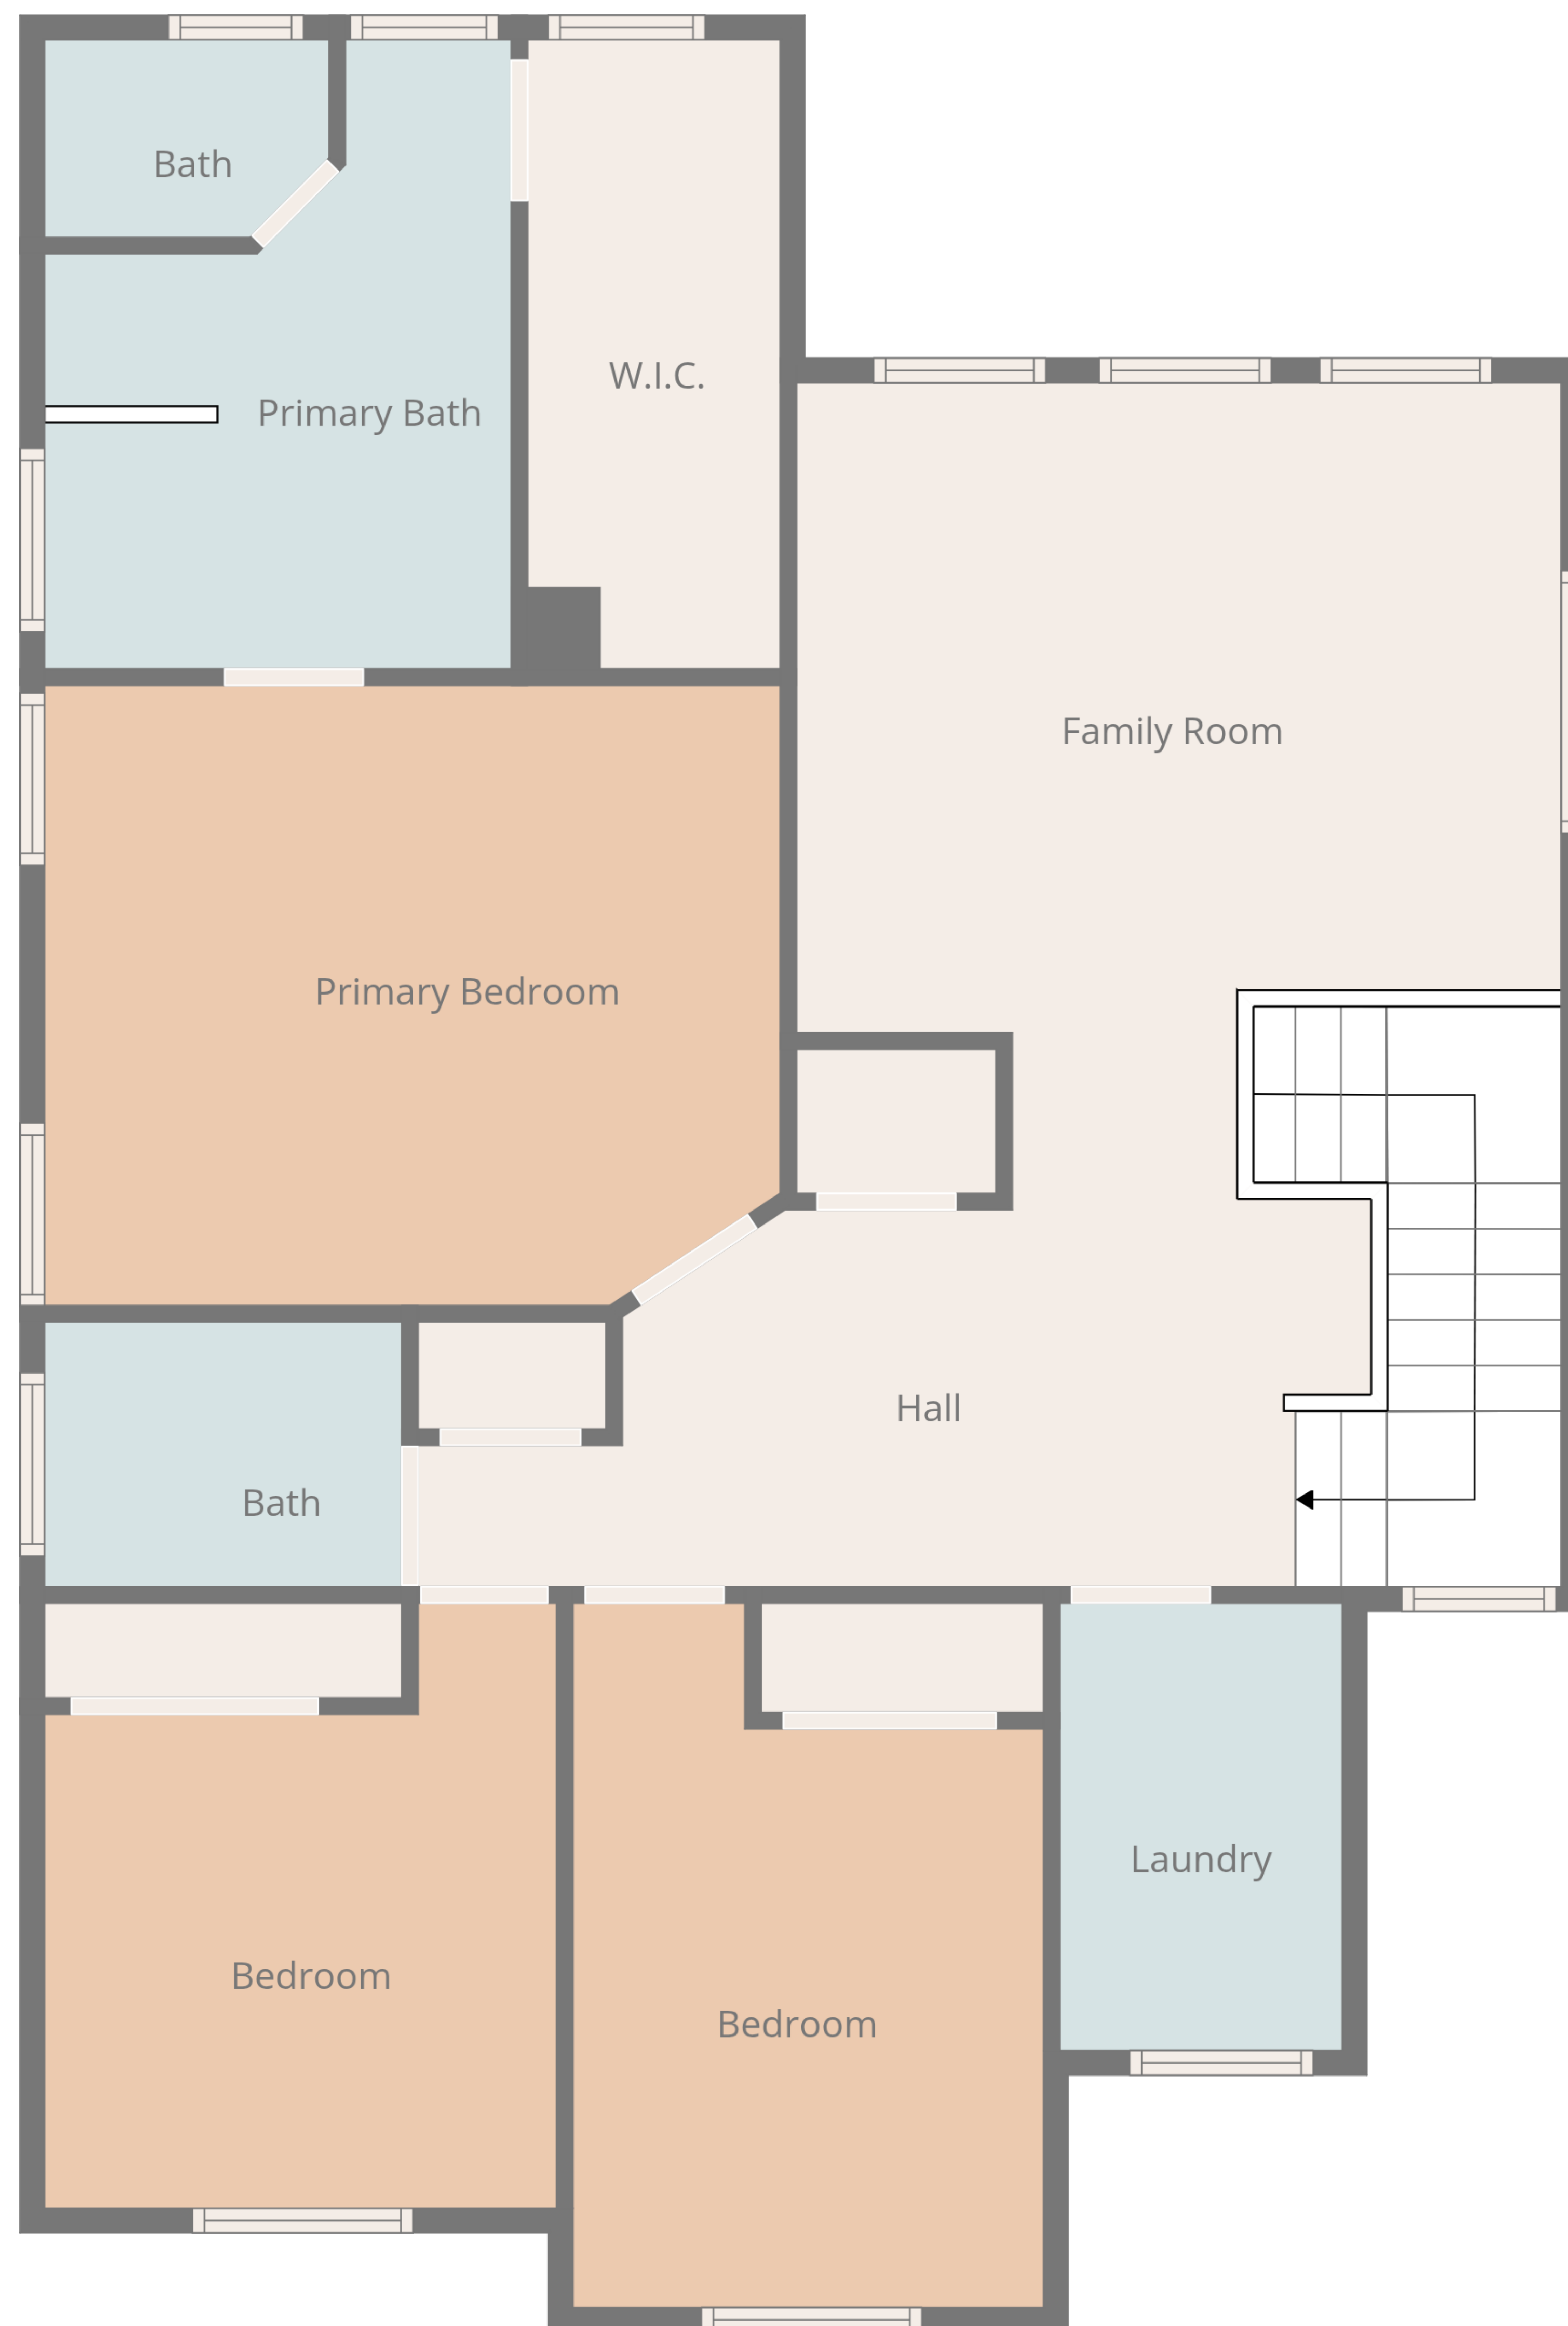 Bath
W.I.C.
Primary Bath
Family Room
Primary Bedroom
Hall
Bath
Laundry
Bedroom
Bedroom